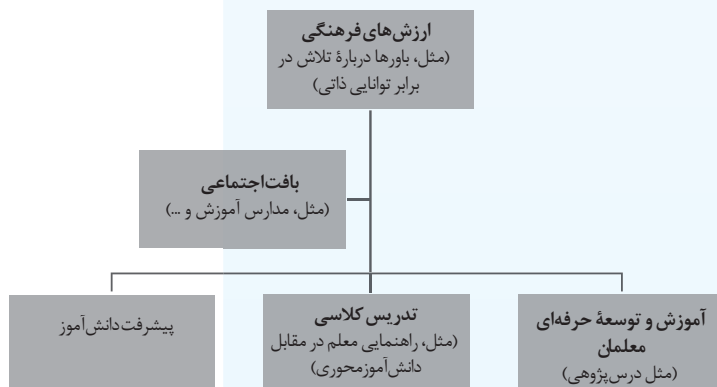 ارزش‌های فرهنگی
(مثل، باورها دربارهٔ تلاش در
برابر توانایی ذاتی)
بافت اجتماعی
(مثل، مدارس آموزش و ...)
آموزش و توسعهٔ حرفه‌ای
معلمان
(مثل درس‌پژوهی)
تدریس کلاسی
(مثل، راهنمایی معلم در مقابل
دانش‌آموزمحوری)
پیشرفت دانش‌آموز